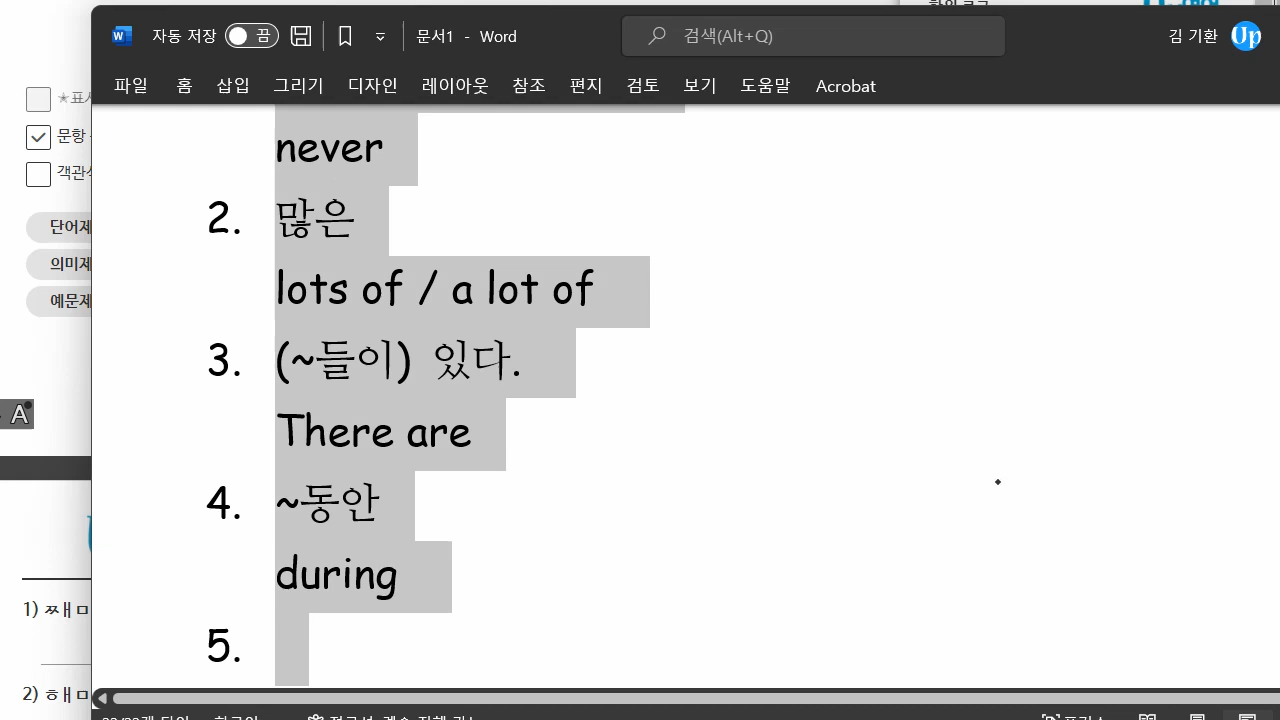 자동 저장 끔 문서1 - Word 검색(Alt+Q) 김 기환 Up
파일 홈 삽입 그리기 디자인 레이아웃 참조 편지 검토 보기 도움말 Acrobat
문항
단어제
의미제
예문제
A
1)
2)
never
2. 많은
lots of / a lot of
3. (~들이) 있다.
There are
4. ~동안
during
5.